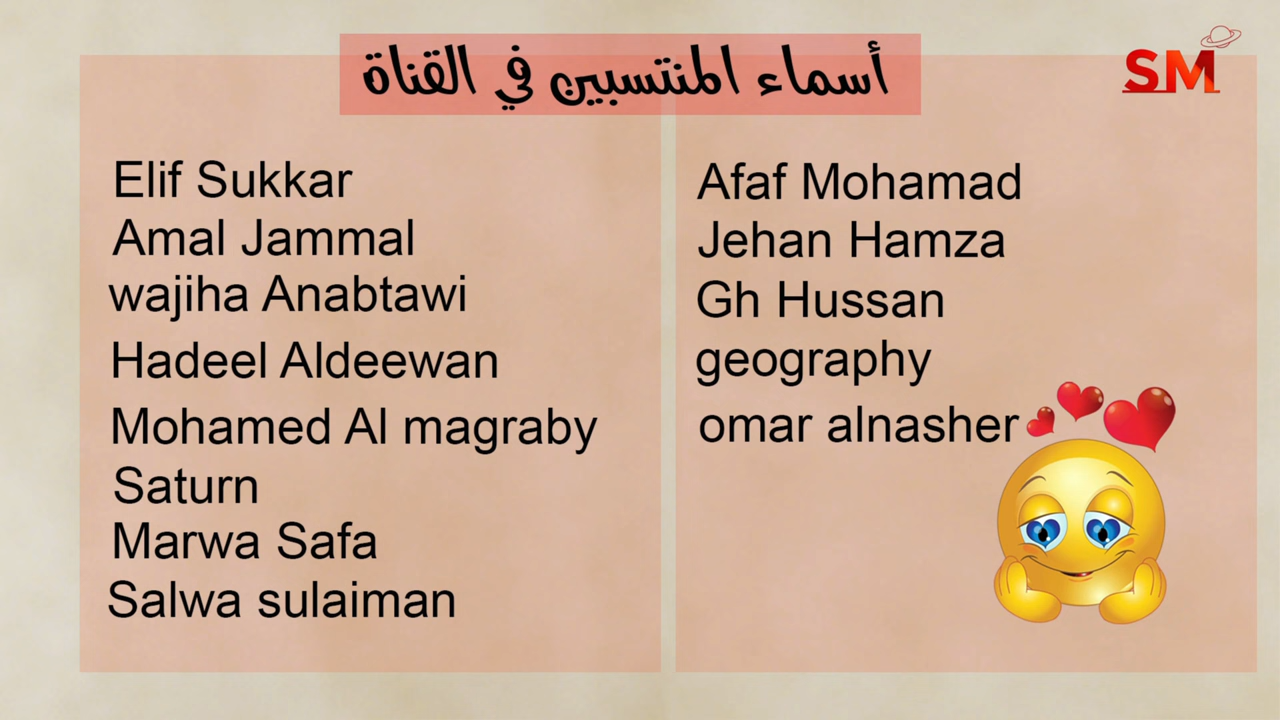 أسماء المنتسبين في القناة
SM
Elif Sukkar
Amal Jammal
wajiha Anabtawi
Hadeel Aldeewan
Mohamed Al magraby
Saturn
Marwa Safa
Salwa sulaiman
Afaf Mohamad
Jehan Hamza
Gh Hussan
geography
omar alnasher